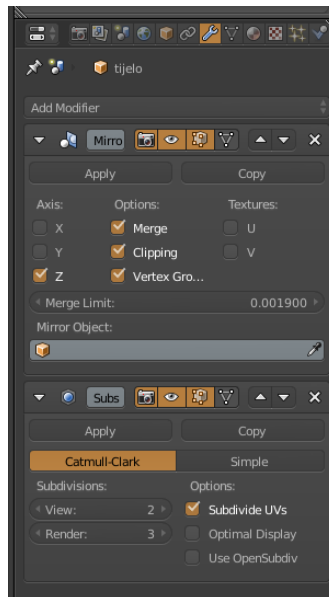 tijelo
Add Modifier
Mirro
Apply Copy
Axis: Options: Textures:
X Merge U
Y Clipping V
Z Vertex Gro...
Merge Limit: 0.001900
Mirror Object:
Subs
Apply Copy
Catmull-Clark Simple
Subdivisions: Options:
View: 2 Subdivide UVs
Render: 3 Optimal Display
Use OpenSubdiv